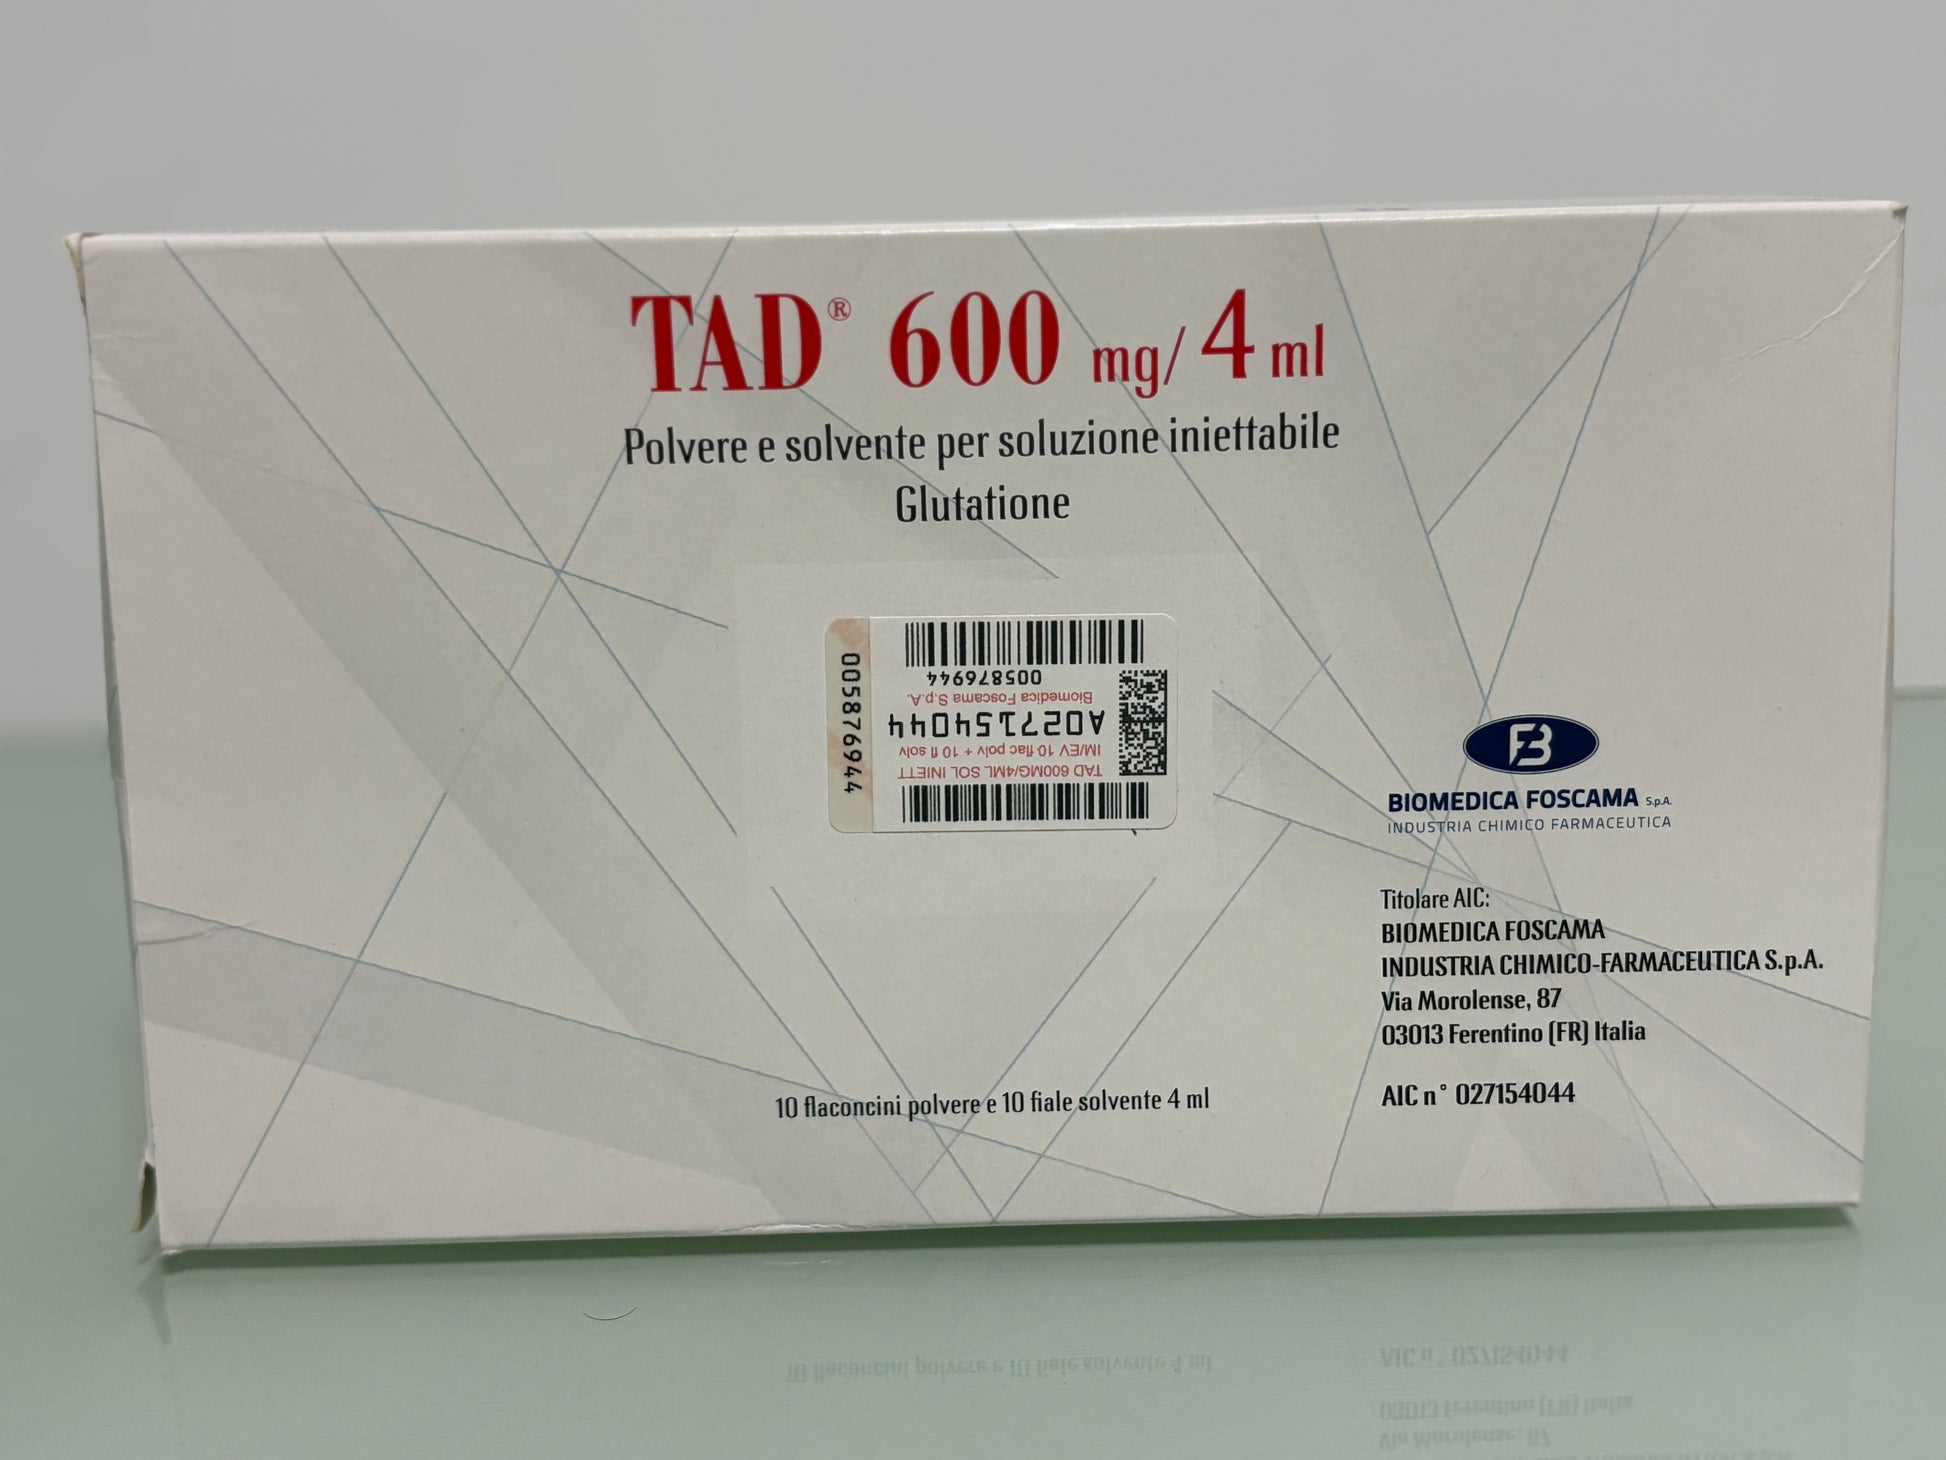 TAD® 600 mg/ 4 ml
Polvere e solvente per soluzione iniettabile
Glutatione
005876944
TAD 600MG/4ML SOL INIETT
IM/EV 10 flac polv + 10 fl solv
A027154044
Biomedica Foscama S.p.A.
005876944
FB
BIOMEDICA FOSCAMA S.p.A.
INDUSTRIA CHIMICO FARMACEUTICA
Titolare AIC:
BIOMEDICA FOSCAMA
INDUSTRIA CHIMICO-FARMACEUTICA S.p.A.
Via Morolense, 87
03013 Ferentino (FR) Italia
AIC n° 027154044
10 flaconcini polvere e 10 fiale solvente 4 ml